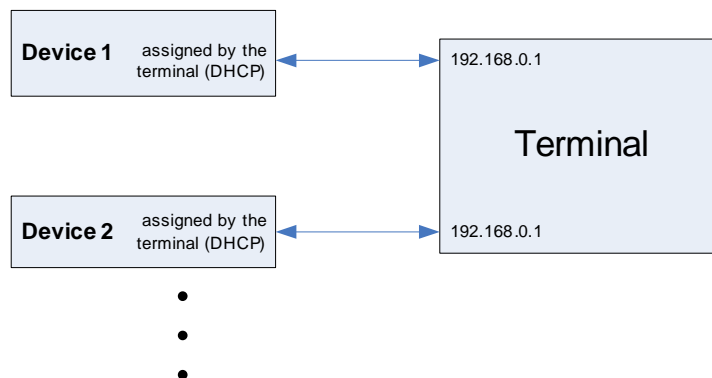 Device 1
assigned by the
terminal (DHCP)
192.168.0.1
Terminal
Device 2
assigned by the
terminal (DHCP)
192.168.0.1